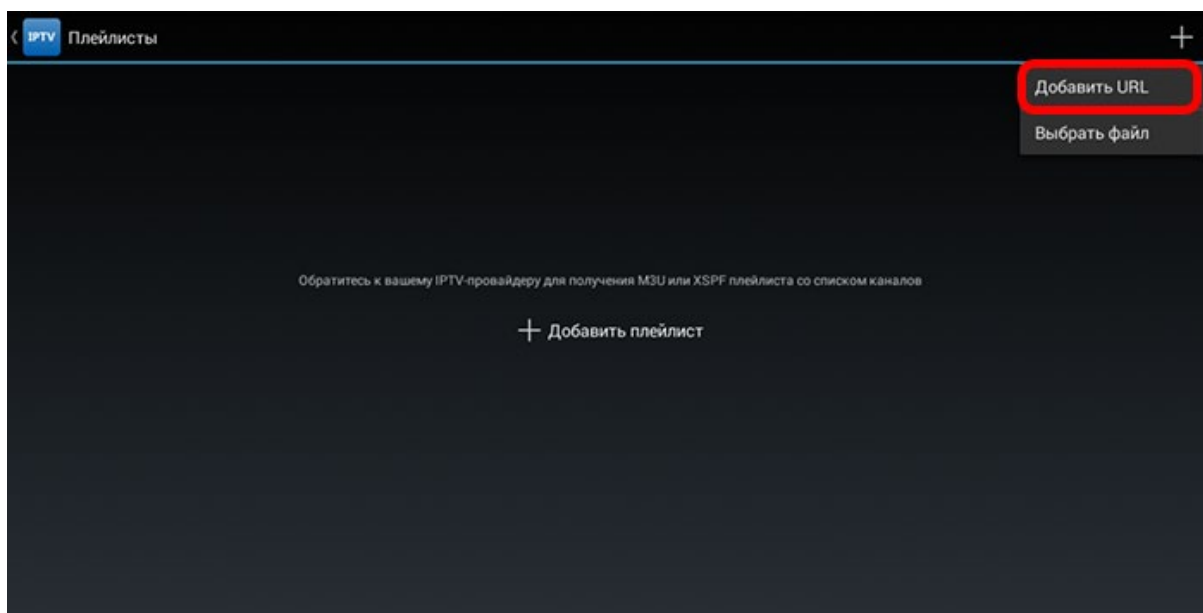 IPTV Плейлисты
Добавить URL
Выбрать файл
Обратитесь к вашему IPTV-провайдеру для получения M3U или XSPF плейлиста со списком каналов
Добавить плейлист